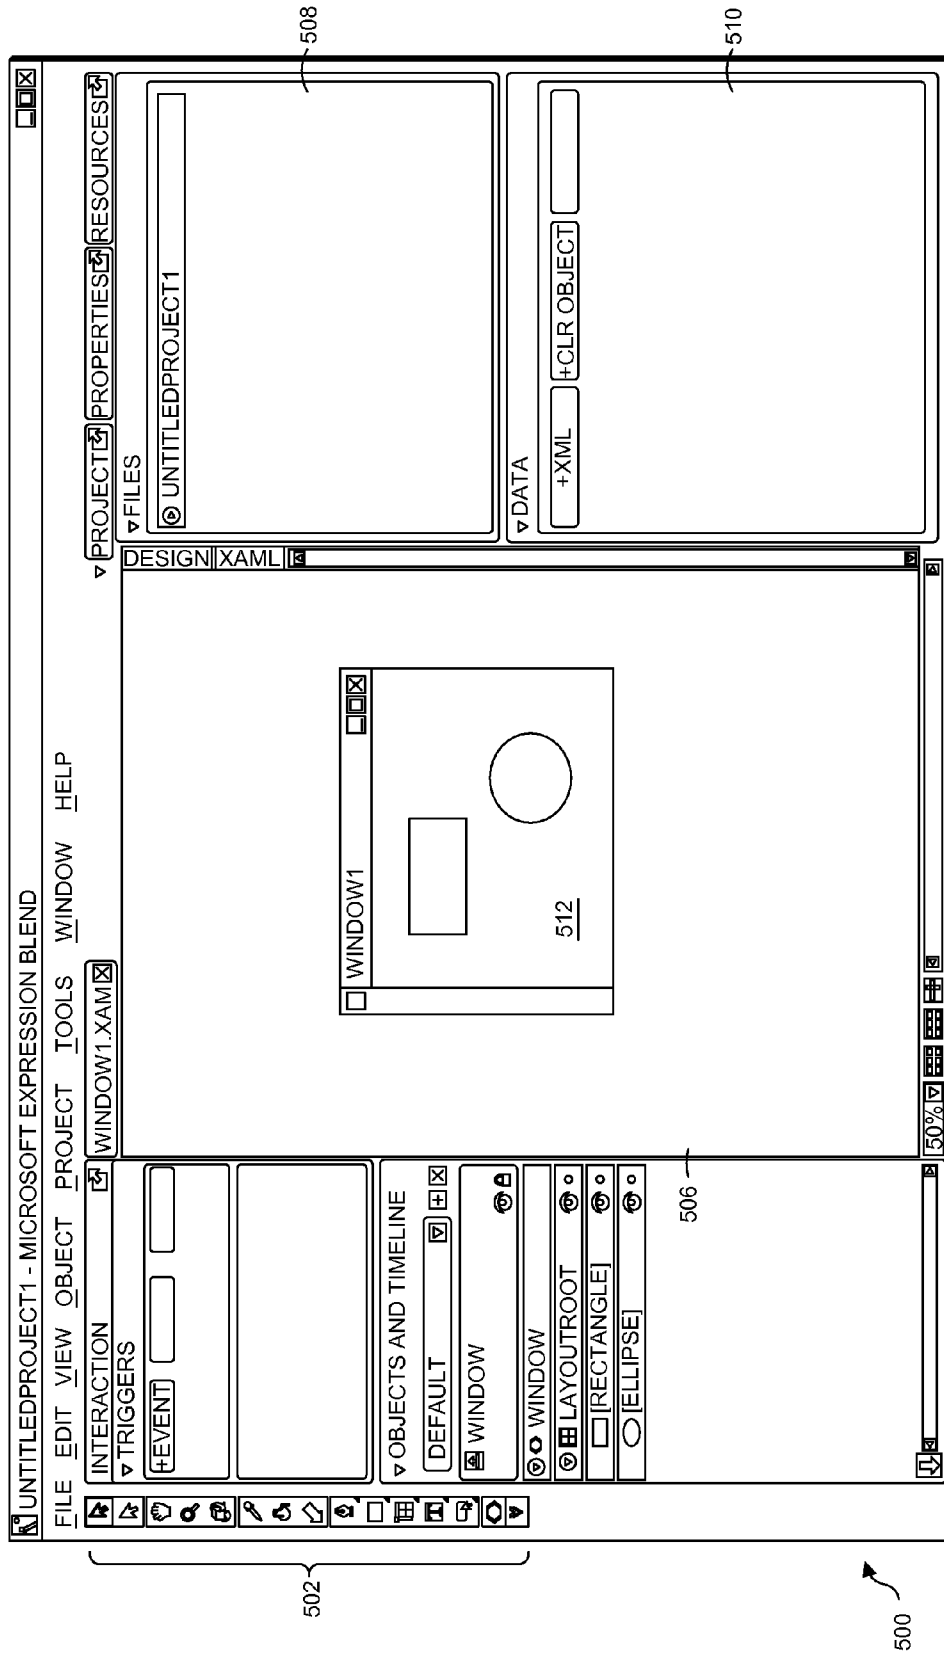 UNTITLEDPROJECT1 - MICROSOFT EXPRESSION BLEND
FILE EDIT VIEW OBJECT PROJECT TOOLS WINDOW HELP
INTERACTION
▿ TRIGGERS
+EVENT
▿ OBJECTS AND TIMELINE
DEFAULT
WINDOW
WINDOW
LAYOUTROOT
[RECTANGLE]
[ELLIPSE]
WINDOW1.XAM
DESIGN
XAML
WINDOW1
512
50%
PROJECT
PROPERTIES
RESOURCES
▿ FILES
UNTITLEDPROJECT1
▿ DATA
+XML
+CLR OBJECT
502
506
508
510
500